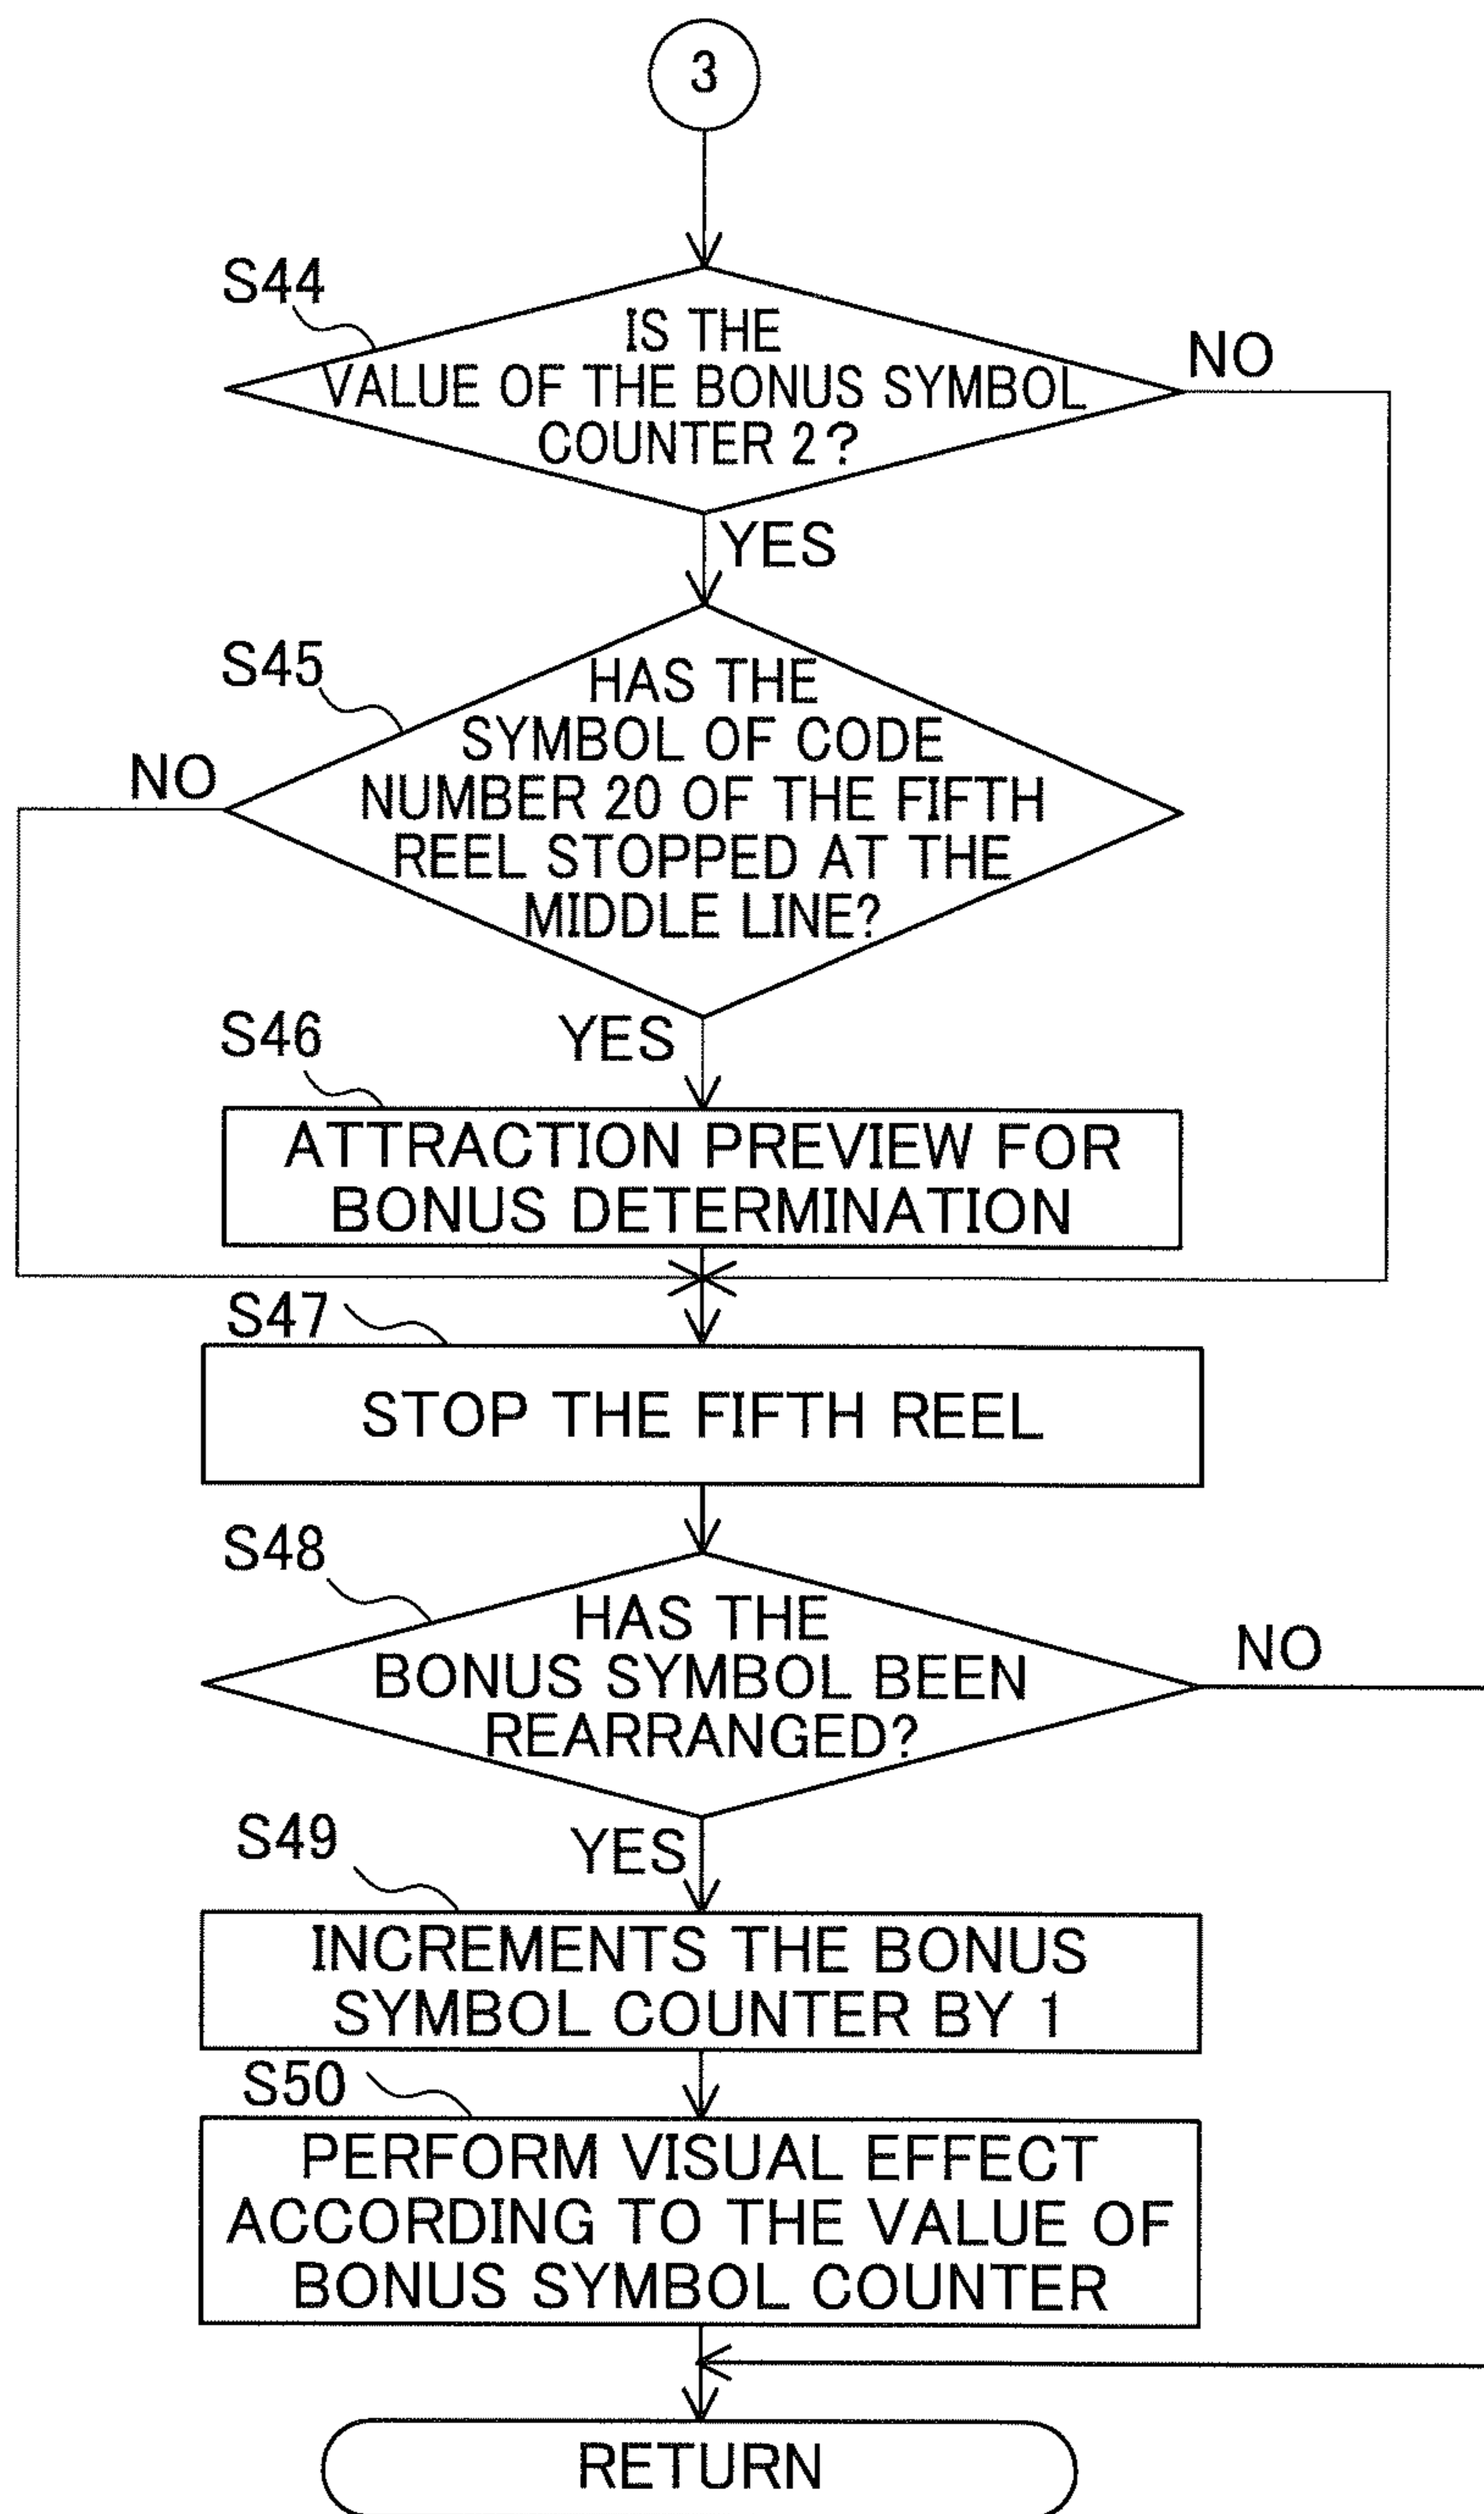 3
S44
IS THE
VALUE OF THE BONUS SYMBOL
COUNTER 2?
NO
YES
S45
HAS THE
SYMBOL OF CODE
NUMBER 20 OF THE FIFTH
REEL STOPPED AT THE
MIDDLE LINE?
NO
YES
S46
ATTRACTION PREVIEW FOR
BONUS DETERMINATION
S47
STOP THE FIFTH REEL
S48
HAS THE
BONUS SYMBOL BEEN
REARRANGED?
NO
YES
S49
INCREMENTS THE BONUS
SYMBOL COUNTER BY 1
S50
PERFORM VISUAL EFFECT
ACCORDING TO THE VALUE OF
BONUS SYMBOL COUNTER
RETURN